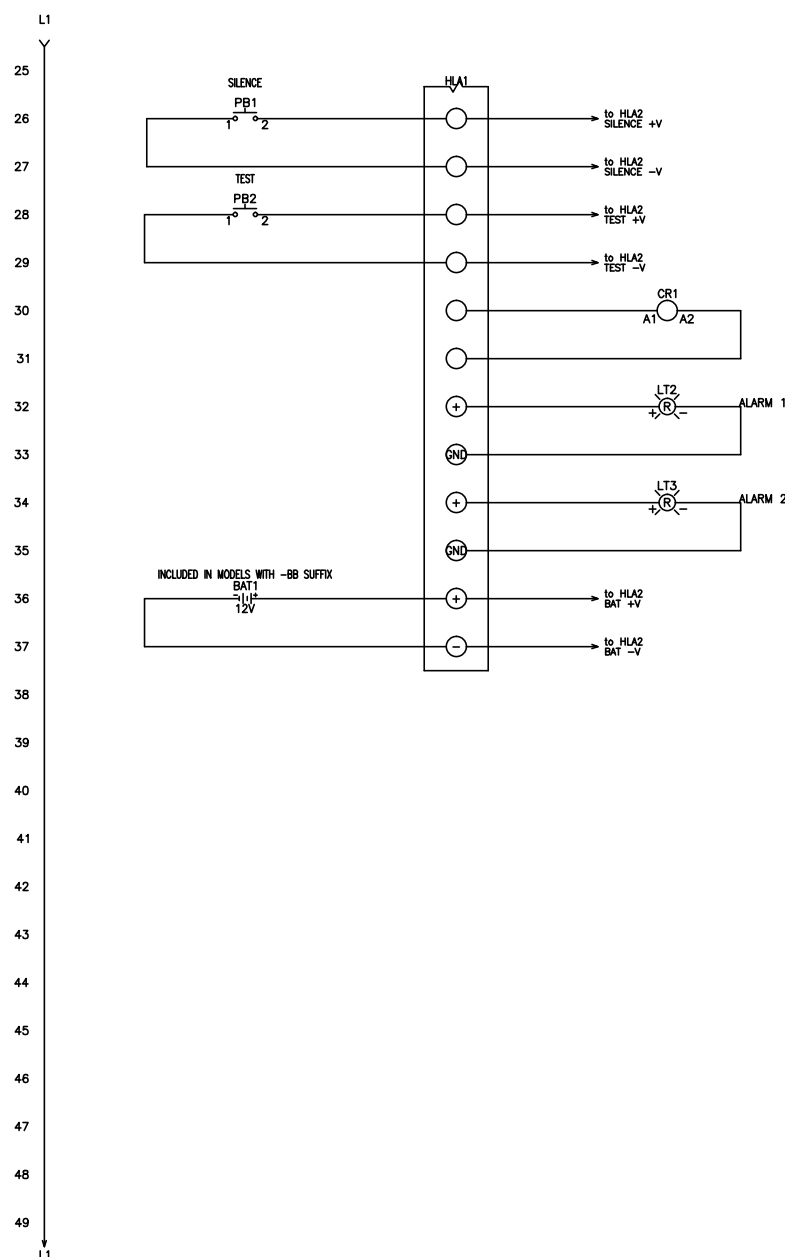 L1
25
SILENCE
HLA1
PB1
26
1 2
to HLA2
SILENCE +V
27
to HLA2
SILENCE -V
TEST
PB2
28
1 2
to HLA2
TEST +V
29
to HLA2
TEST -V
CR1
30
A1 A2
31
LT2
32
+
+ R -
ALARM 1
33
GND
LT3
34
+
+ R -
ALARM 2
35
GND
INCLUDED IN MODELS WITH -BB SUFFIX
BAT1
36
- +
12V
+
to HLA2
BAT +V
37
-
to HLA2
BAT -V
38
39
40
41
42
43
44
45
46
47
48
49
L1